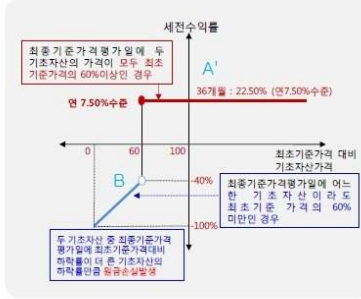 세전수익률
최종기준가격평가일에 두
기초자산의 가격이 모두 최초
기준가격의 60%이상인 경우
A'
36개월 : 22.50% (연7.50%수준)
연 7.50%수준
0
60
100
최초기준가격 대비
기초자산가격
B
-40%
최종기준가격평가일에 어느
한 기초자산이라도
최초기준 가격의 60%
미만인 경우
-100%
두 기초자산 중 최종기준가격
평가일에 최초기준가격대비
하락률이 더 큰 기초자산의
하락률만큼 원금손실발생